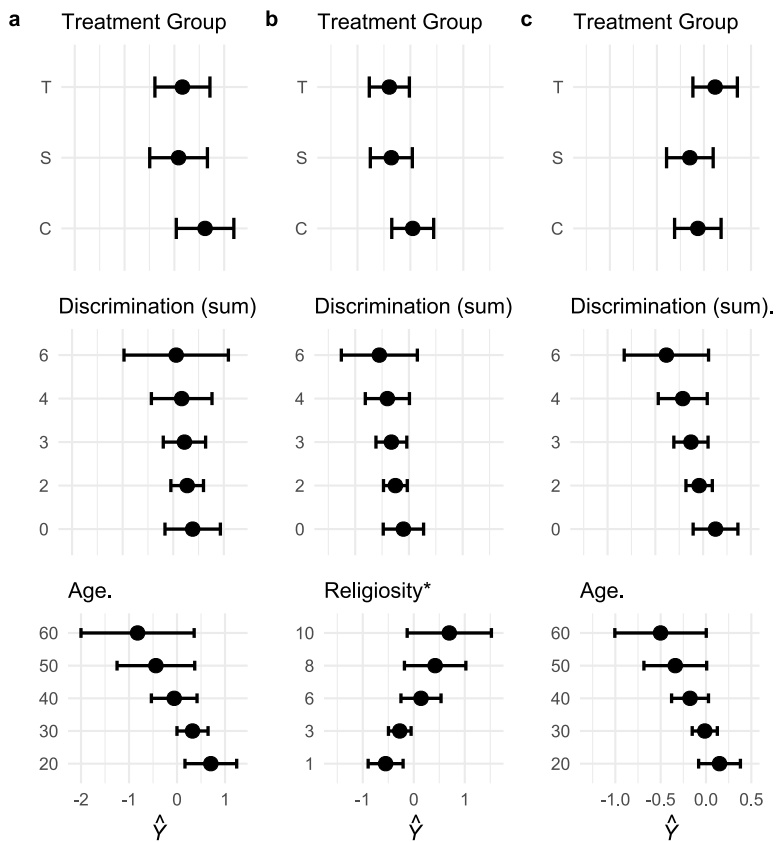 a Treatment Group b Treatment Group c Treatment Group
T T T
S S S
C C C
Discrimination (sum) Discrimination (sum) Discrimination (sum).
6 6 6
4 4 4
3 3 3
2 2 2
0 0 0
Age. Religiosity* Age.
60 10 60
50 8 50
40 6 40
30 3 30
20 1 20
-2 -1 0 1 -1 0 1 -1.0 -0.5 0.0 0.5
Ŷ Ŷ Ŷ